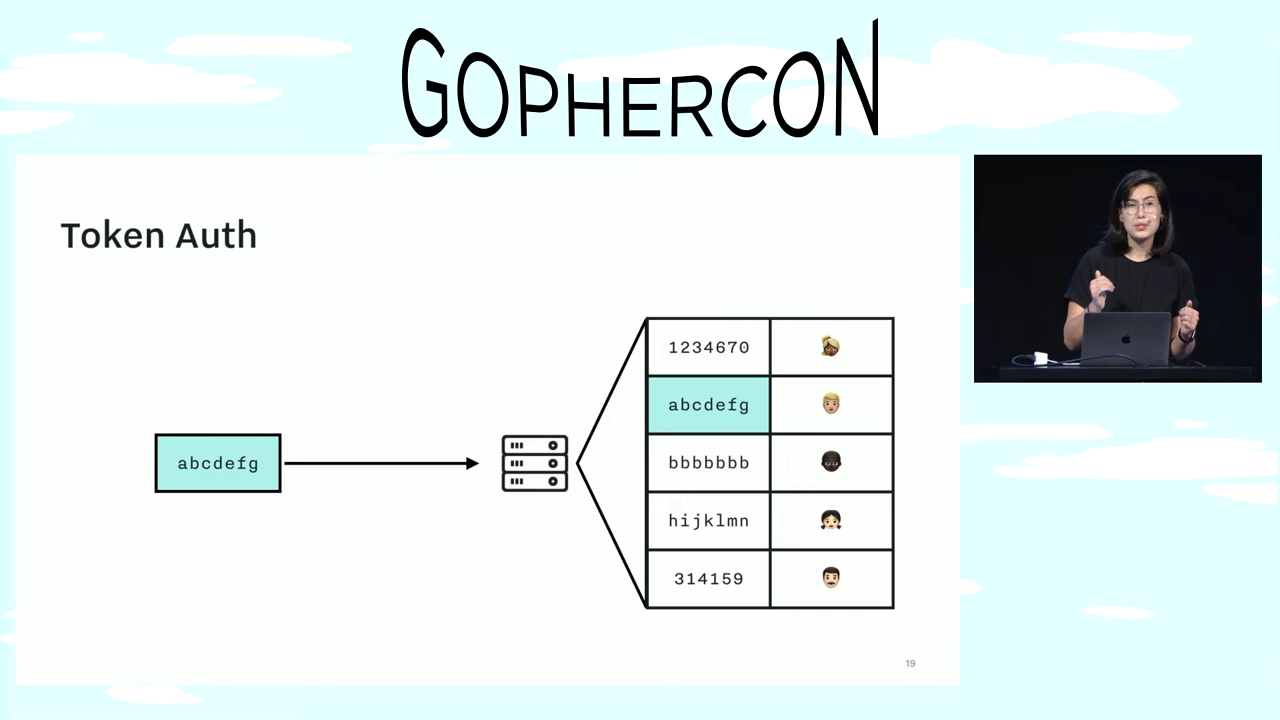 GOPHERCON
Token Auth
1234670
abcdefg
abcdefg
bbbbbbb
hijklmn
314159
19